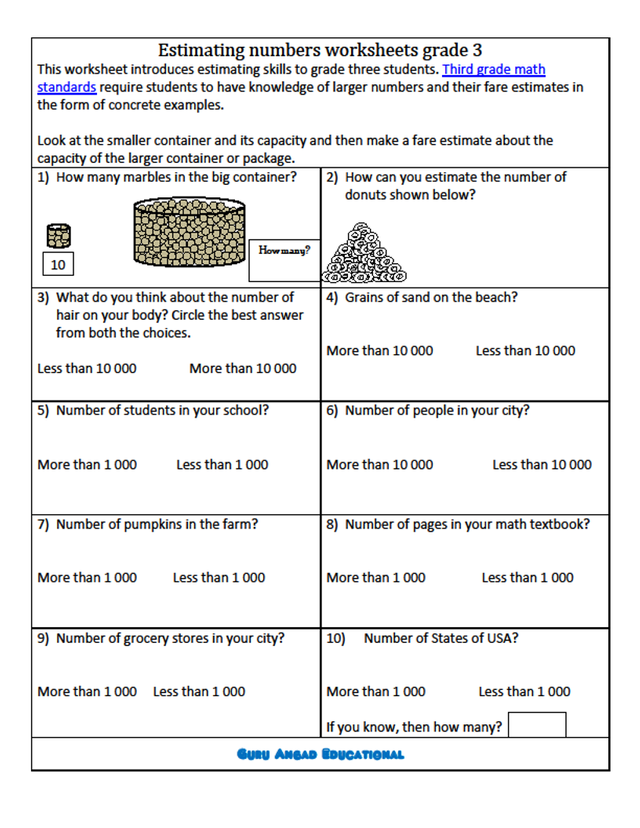 Estimating numbers worksheets grade 3
This worksheet introduces estimating skills to grade three students. Third grade math
standards require students to have knowledge of larger numbers and their fare estimates in
the form of concrete examples.
Look at the smaller container and its capacity and then make a fare estimate about the
capacity of the larger container or package.
1) How many marbles in the big container?
How many?
10
2) How can you estimate the number of
donuts shown below?
3) What do you think about the number of
hair on your body? Circle the best answer
from both the choices.
Less than 10 000 More than 10 000
4) Grains of sand on the beach?
More than 10 000 Less than 10 000
5) Number of students in your school?
More than 1 000 Less than 1 000
6) Number of people in your city?
More than 10 000 Less than 10 000
7) Number of pumpkins in the farm?
More than 1 000 Less than 1 000
8) Number of pages in your math textbook?
More than 1 000 Less than 1 000
9) Number of grocery stores in your city?
More than 1 000 Less than 1 000
10) Number of States of USA?
More than 1 000 Less than 1 000
If you know, then how many?
Guru Angad Educational